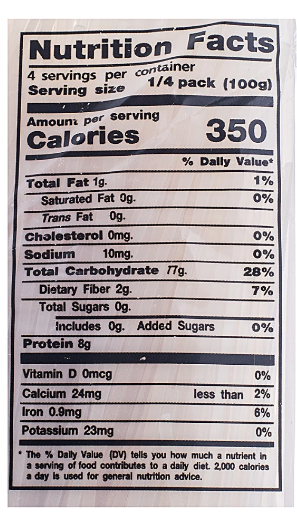 Nutrition Facts
4 servings per container
Serving size 1/4 pack (100g)
Amount per serving
Calories 350
% Daily Value*
Total Fat 1g. 1%
Saturated Fat 0g. 0%
Trans Fat 0g.
Cholesterol 0mg. 0%
Sodium 10mg. 0%
Total Carbohydrate 77g. 28%
Dietary Fiber 2g. 7%
Total Sugars 0g.
Includes 0g. Added Sugars 0%
Protein 8g
Vitamin D 0mcg 0%
Calcium 24mg less than 2%
Iron 0.9mg 6%
Potassium 23mg 0%
* The % Daily Value (DV) tells you how much a nutrient in
a serving of food contributes to a daily diet. 2,000 calories
a day is used for general nutrition advice.